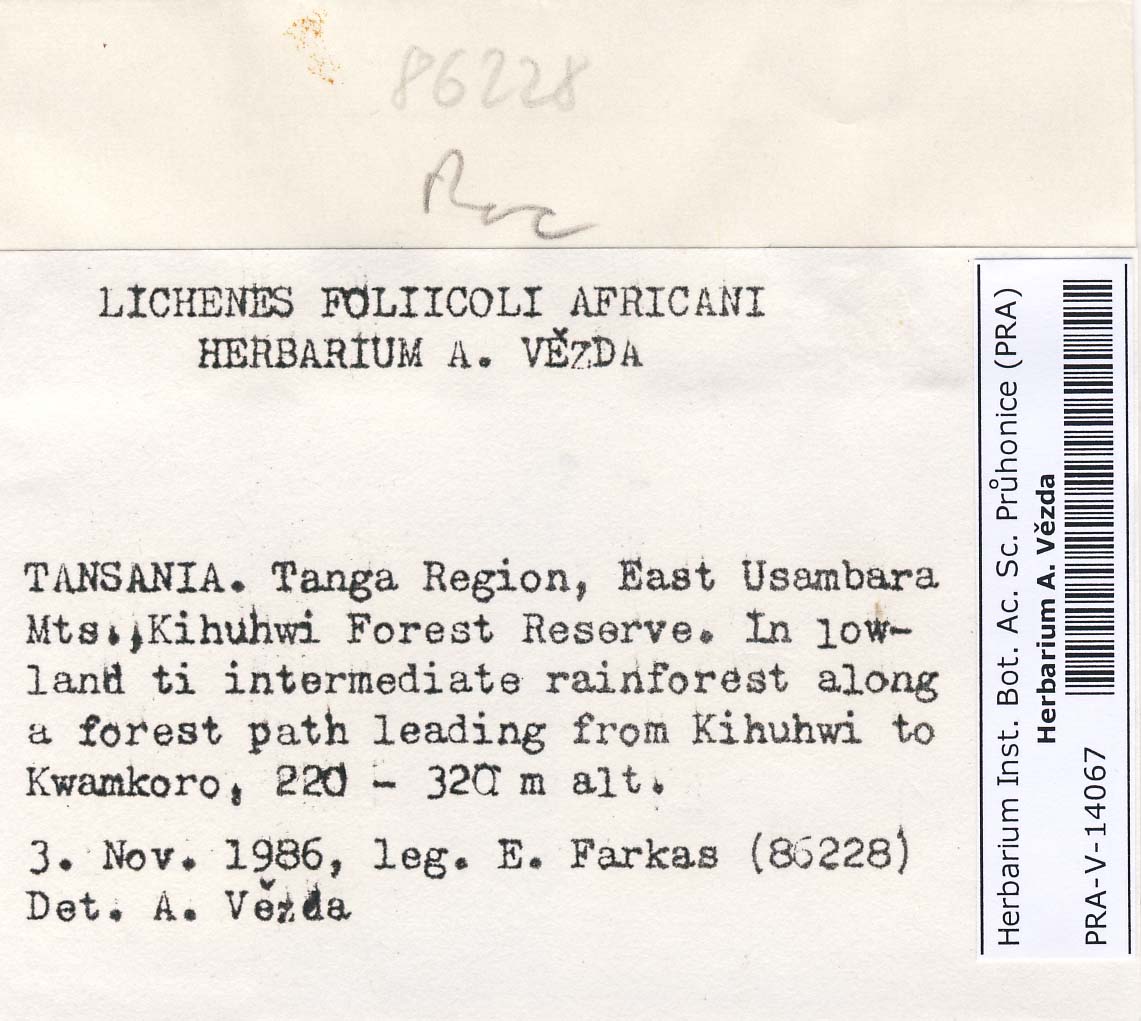 86228
LICHENES FOLIICOLI AFRICANI
HERBARIUM A. VĚZDA
TANSANIA. Tanga Region, East Usambara
Mts., Kihuhwi Forest Reserve. In low-
land ti intermediate rainforest along
a forest path leading from Kihuhwi to
Kwamkoro, 220 - 320 m alt.
3. Nov. 1986, leg. E. Farkas (86228)
Det. A. Vězda
Herbarium Inst. Bot. Ac. Sc. Průhonice (PRA)
Herbarium A. Vězda
PRA-V-14067